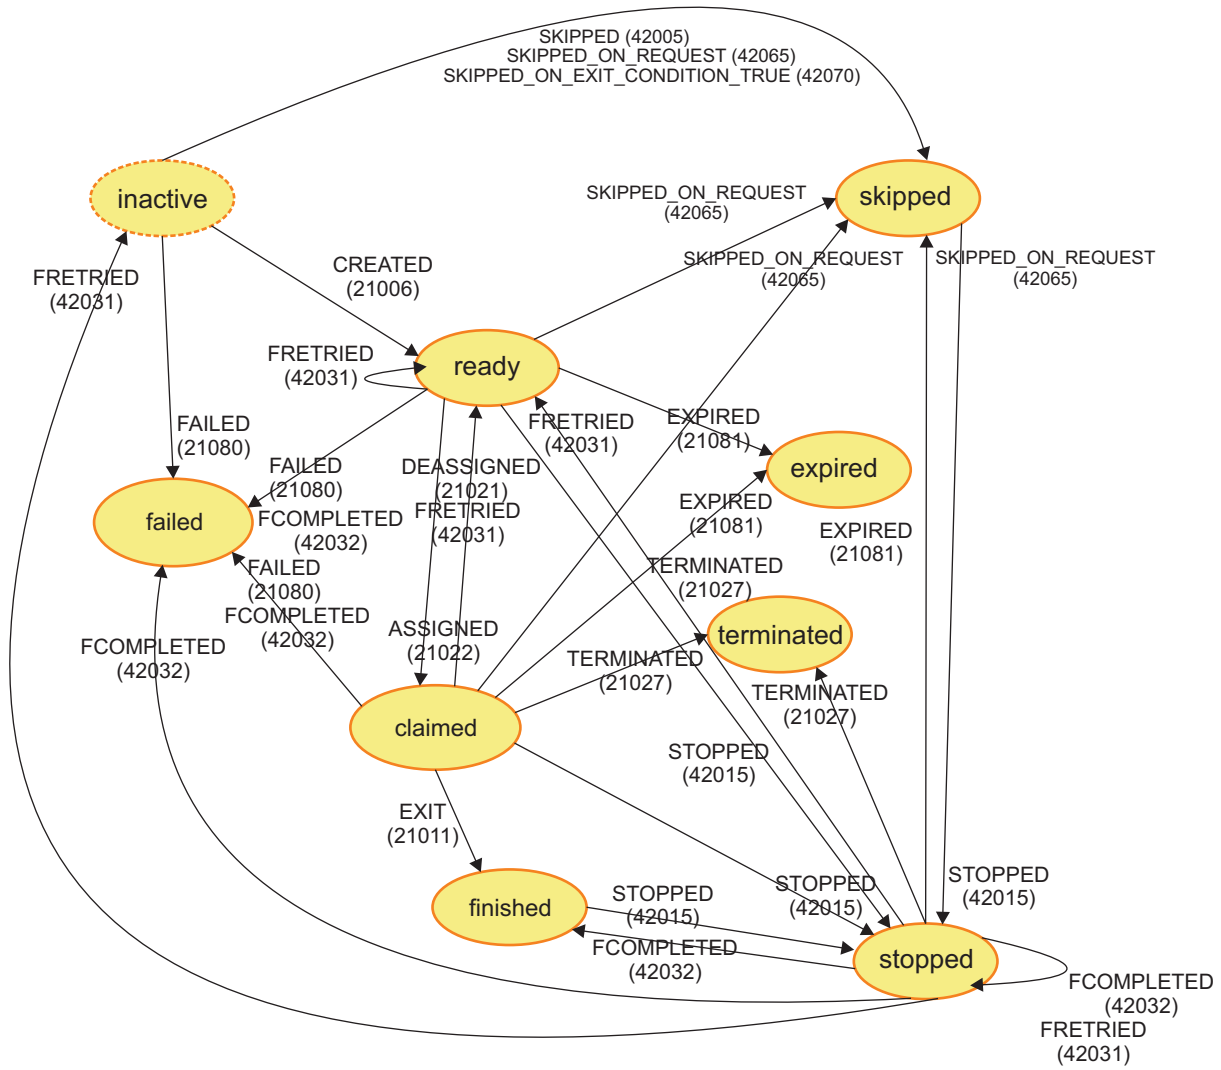 SKIPPED (42005)
SKIPPED_ON_REQUEST (42065)
SKIPPED_ON_EXIT_CONDITION_TRUE (42070)
inactive
SKIPPED_ON_REQUEST
(42065)
skipped
FRETRIED
(42031)
CREATED
(21006)
SKIPPED_ON_REQUEST
(42065)
SKIPPED_ON_REQUEST
(42065)
FRETRIED
(42031)
ready
FAILED
(21080)
FRETRIED
(42031)
EXPIRED
(21081)
FAILED
(21080)
DEASSIGNED
(21021)
expired
failed
FCOMPLETED
(42032)
FRETRIED
(42031)
EXPIRED
(21081)
EXPIRED
(21081)
FAILED
(21080)
TERMINATED
(21027)
FCOMPLETED
(42032)
ASSIGNED
(21022)
terminated
FCOMPLETED
(42032)
TERMINATED
(21027)
TERMINATED
(21027)
claimed
STOPPED
(42015)
EXIT
(21011)
STOPPED
(42015)
STOPPED
(42015)
STOPPED
(42015)
finished
FCOMPLETED
(42032)
stopped
FCOMPLETED
(42032)
FRETRIED
(42031)